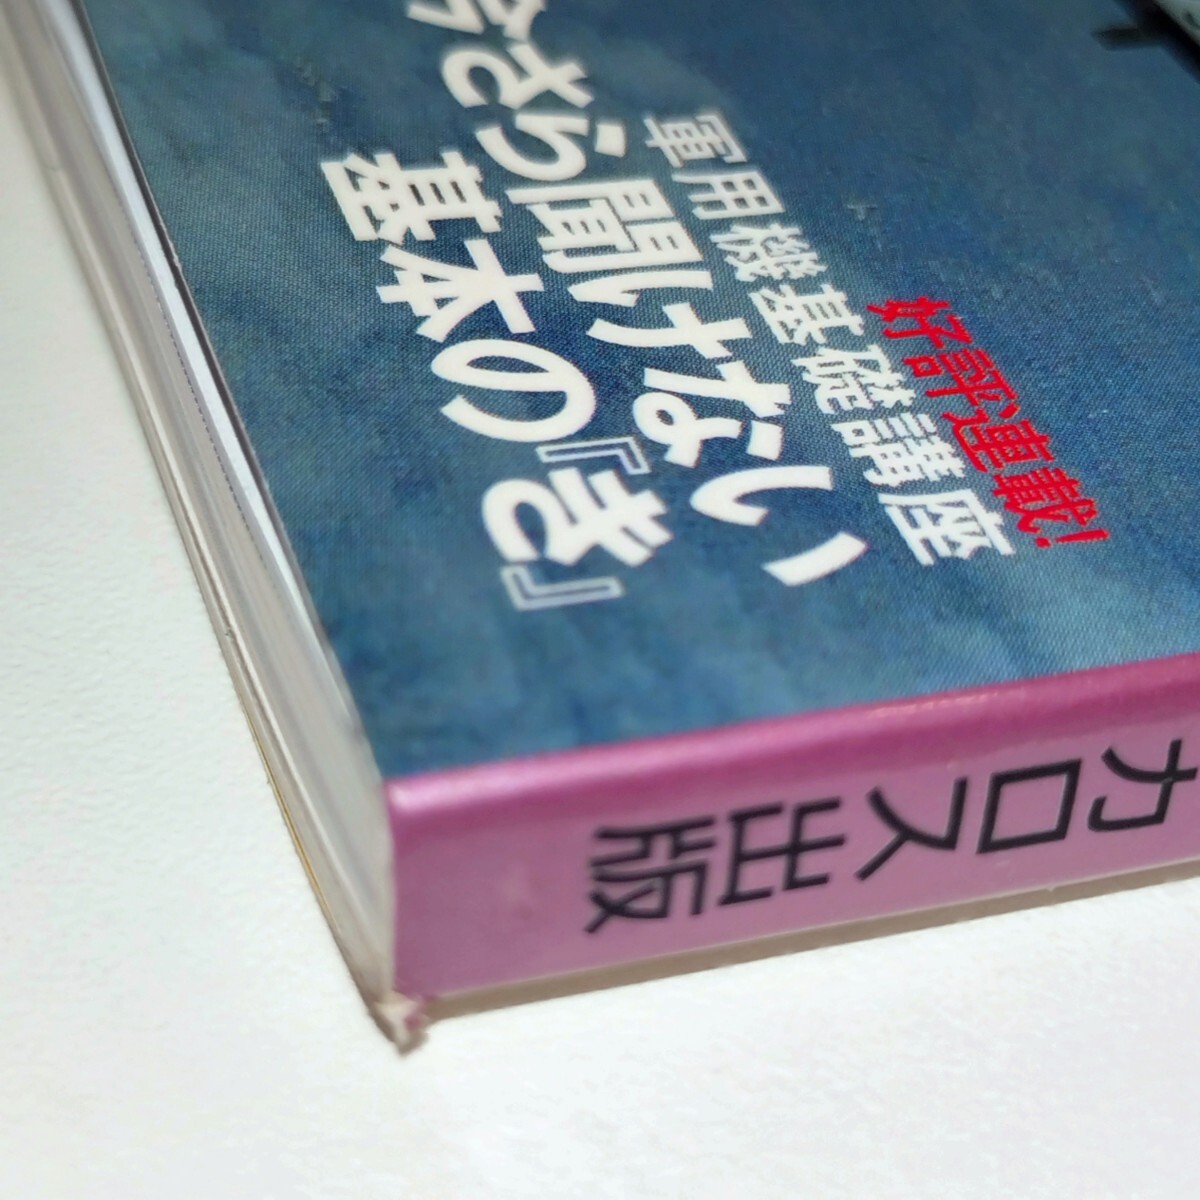 好評連載!
軍用機基礎講座
今さら聞けない
基本の『き』
カロス出版